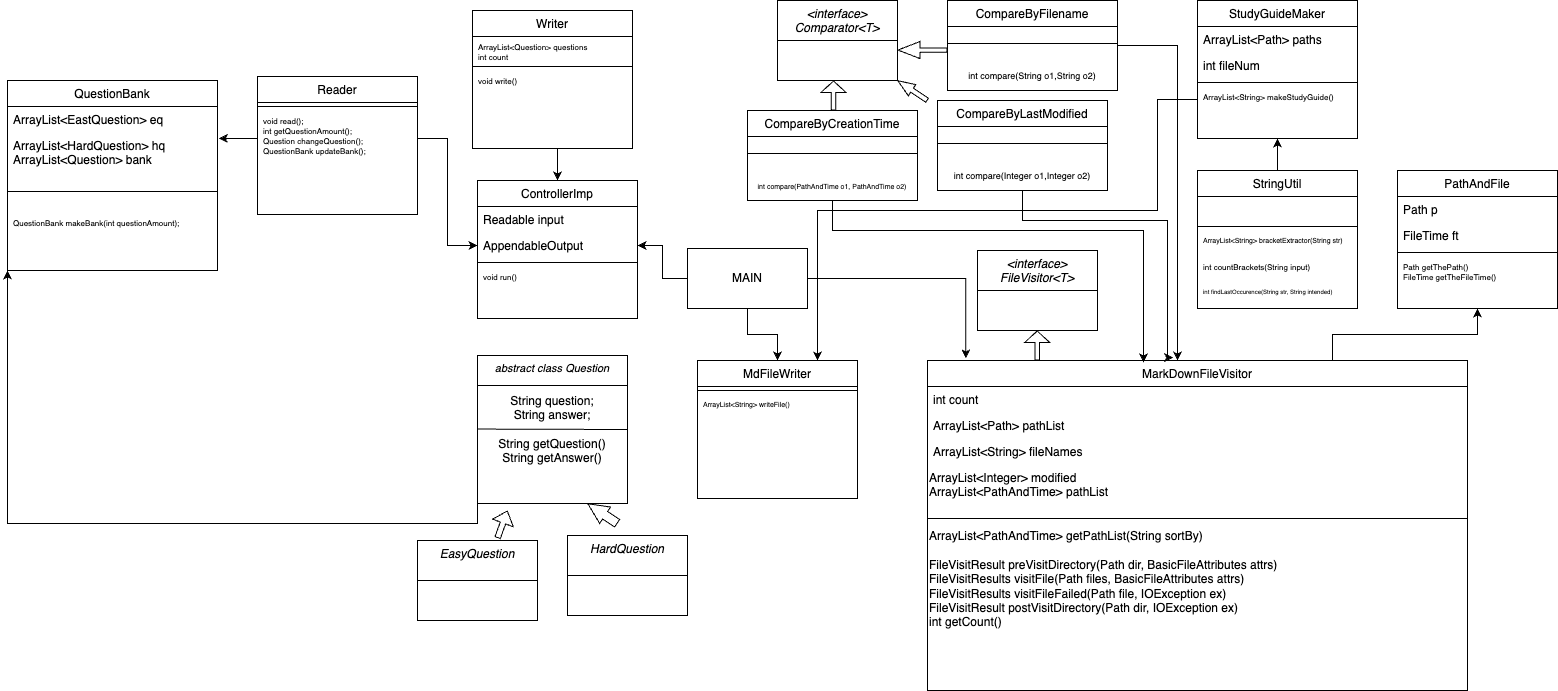 QuestionBank
ArrayList<EastQuestion> eq
ArrayList<HardQuestion> hq
ArrayList<Question> bank
QuestionBank makeBank(int questionAmount);
Reader
void read();
int getQuestionAmount();
Question changeQuestion();
QuestionBank updateBank();
Writer
ArrayList<Question> questions
int count
void write()
ControllerImp
Readable input
AppendableOutput
void run()
abstract class Question
String question;
String answer;
String getQuestion()
String getAnswer()
EasyQuestion
HardQuestion
MAIN
MdFileWriter
ArrayList<String> writeFile()
<interface>
Comparator<T>
CompareByFilename
int compare(String o1,String o2)
CompareByCreationTime
int compare(PathAndTime o1, PathAndTime o2)
CompareByLastModified
int compare(Integer o1,Integer o2)
<interface>
FileVisitor<T>
StudyGuideMaker
ArrayList<Path> paths
int fileNum
ArrayList<String> makeStudyGuide()
StringUtil
ArrayList<String> bracketExtractor(String str)
int countBrackets(String input)
int findLastOccurence(String str, String intended)
PathAndFile
Path p
FileTime ft
Path getThePath()
FileTime getTheFileTime()
MarkDownFileVisitor
int count
ArrayList<Path> pathList
ArrayList<String> fileNames
ArrayList<Integer> modified
ArrayList<PathAndTime> pathList
ArrayList<PathAndTime> getPathList(String sortBy)
FileVisitResult preVisitDirectory(Path dir, BasicFileAttributes attrs)
FileVisitResults visitFile(Path files, BasicFileAttributes attrs)
FileVisitResults visitFileFailed(Path file, IOException ex)
FileVisitResult postVisitDirectory(Path dir, IOException ex)
int getCount()